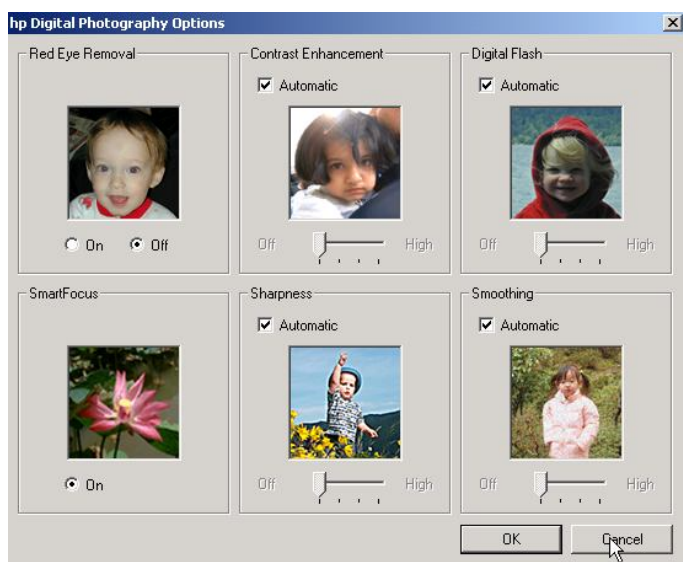 hp Digital Photography Options
Red Eye Removal
On Off
Contrast Enhancement
Automatic
Off High
Digital Flash
Automatic
Off High
SmartFocus
On
Sharpness
Automatic
Off High
Smoothing
Automatic
Off High
OK
Cancel